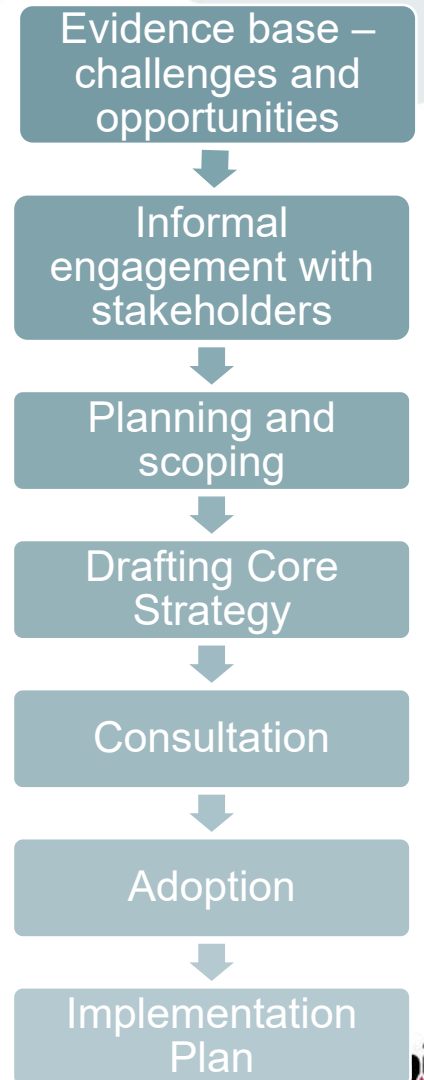 Evidence base –
challenges and
opportunities
Informal
engagement with
stakeholders
Planning and
scoping
Drafting Core
Strategy
Consultation
Adoption
Implementation
Plan